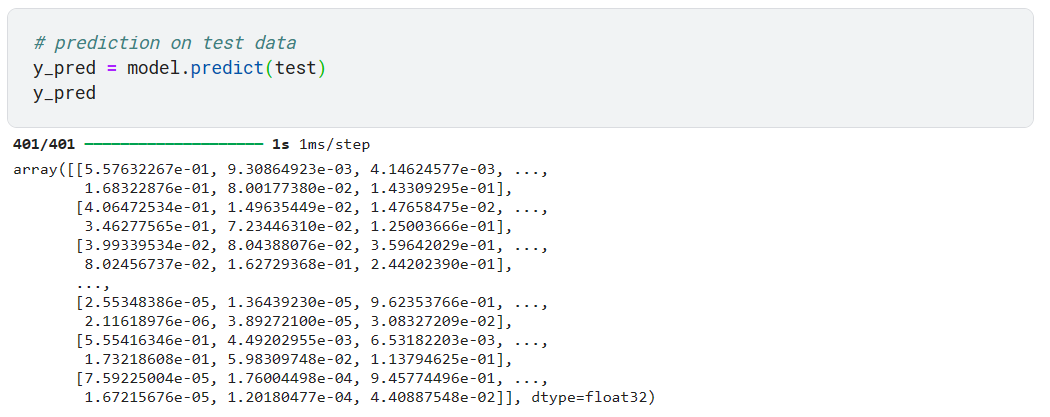 # prediction on test data
y_pred = model.predict(test)
y_pred
401/401 ━━━━━━━━━━━━━━━━━━━━ 1s 1ms/step
array([[5.57632267e-01, 9.30864923e-03, 4.14624577e-03, ...,
        1.68322876e-01, 8.00177380e-02, 1.43309295e-01],
       [4.06472534e-01, 1.49635449e-02, 1.47658475e-02, ...,
        3.46277565e-01, 7.23446310e-02, 1.25003666e-01],
       [3.99339534e-02, 8.04388076e-02, 3.59642029e-01, ...,
        8.02456737e-02, 1.62729368e-01, 2.44202390e-01],
       ...,
       [2.55348386e-05, 1.36439230e-05, 9.62353766e-01, ...,
        2.11618976e-06, 3.89272100e-05, 3.08327209e-02],
       [5.55416346e-01, 4.49202955e-03, 6.53182203e-03, ...,
        1.73218608e-01, 5.98309748e-02, 1.13794625e-01],
       [7.59225004e-05, 1.76004498e-04, 9.45774496e-01, ...,
        1.67215676e-05, 1.20180477e-04, 4.40887548e-02]], dtype=float32)